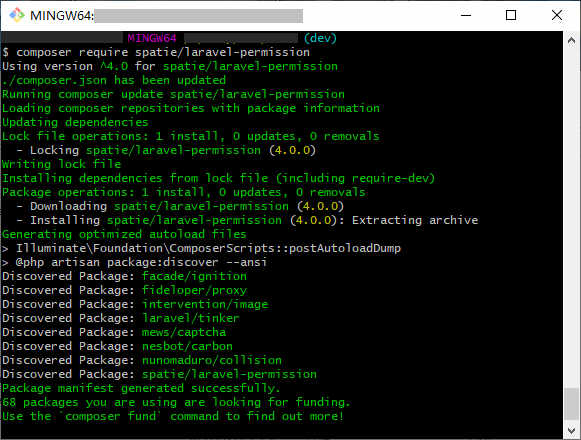 MINGW64:
MINGW64 (dev)
$ composer require spatie/laravel-permission
Using version ^4.0 for spatie/laravel-permission
./composer.json has been updated
Running composer update spatie/laravel-permission
Loading composer repositories with package information
Updating dependencies
Lock file operations: 1 install, 0 updates, 0 removals
  - Locking spatie/laravel-permission (4.0.0)
Writing lock file
Installing dependencies from lock file (including require-dev)
Package operations: 1 install, 0 updates, 0 removals
  - Downloading spatie/laravel-permission (4.0.0)
  - Installing spatie/laravel-permission (4.0.0): Extracting archive
Generating optimized autoload files
> Illuminate\Foundation\ComposerScripts::postAutoloadDump
> @php artisan package:discover --ansi
Discovered Package: facade/ignition
Discovered Package: fideloper/proxy
Discovered Package: intervention/image
Discovered Package: laravel/tinker
Discovered Package: mews/captcha
Discovered Package: nesbot/carbon
Discovered Package: nunomaduro/collision
Discovered Package: spatie/laravel-permission
Package manifest generated successfully.
68 packages you are using are looking for funding.
Use the `composer fund` command to find out more!